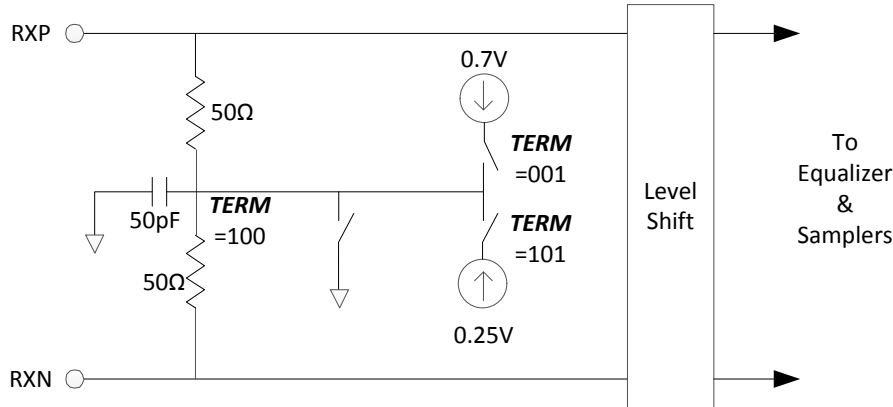 RXP
0.7V
50Ω
TERM
=001
50pF
TERM
=100
TERM
=101
50Ω
0.25V
RXN
Level
Shift
To
Equalizer
&
Samplers